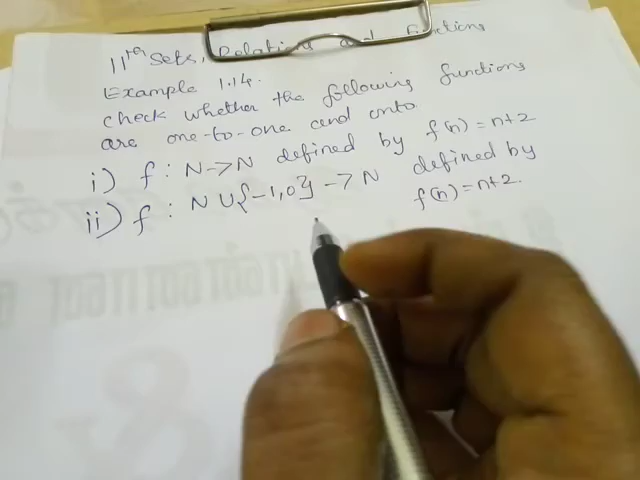 11th Sets, Relations and Functions
Example 1.14.
check whether the following functions
are one-to-one and onto
i) f : N->N defined by f(n) = n+2
ii) f : N ∪{-1,0} -> N defined by
f(n) = n+2.